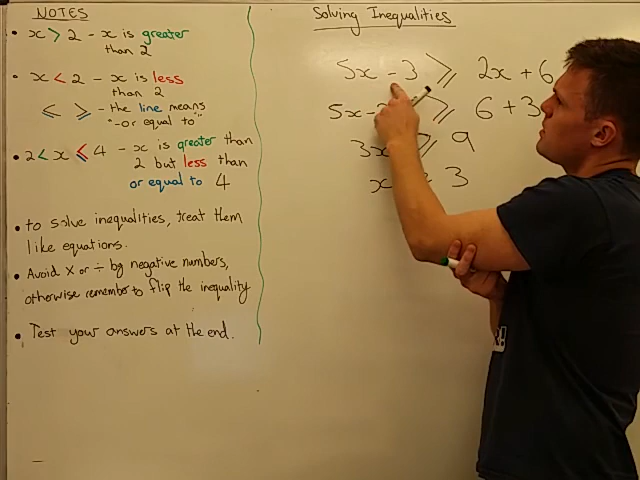 NOTES
• x > 2 - x is greater
than 2
• x < 2 - x is less
than 2
≤ ≥ - the line means
"-or equal to"..
• 2 < x ≤ 4 - x is greater than
2 but less than
or equal to 4
• to solve inequalities, treat them
like equations.
• Avoid × or ÷ by negative numbers,
otherwise remember to flip the inequality
• Test your answers at the end.
Solving Inequalities
5x - 3 ≥ 2x + 6
5x - ≥ 6 + 3
3x ≥ 9
x 3